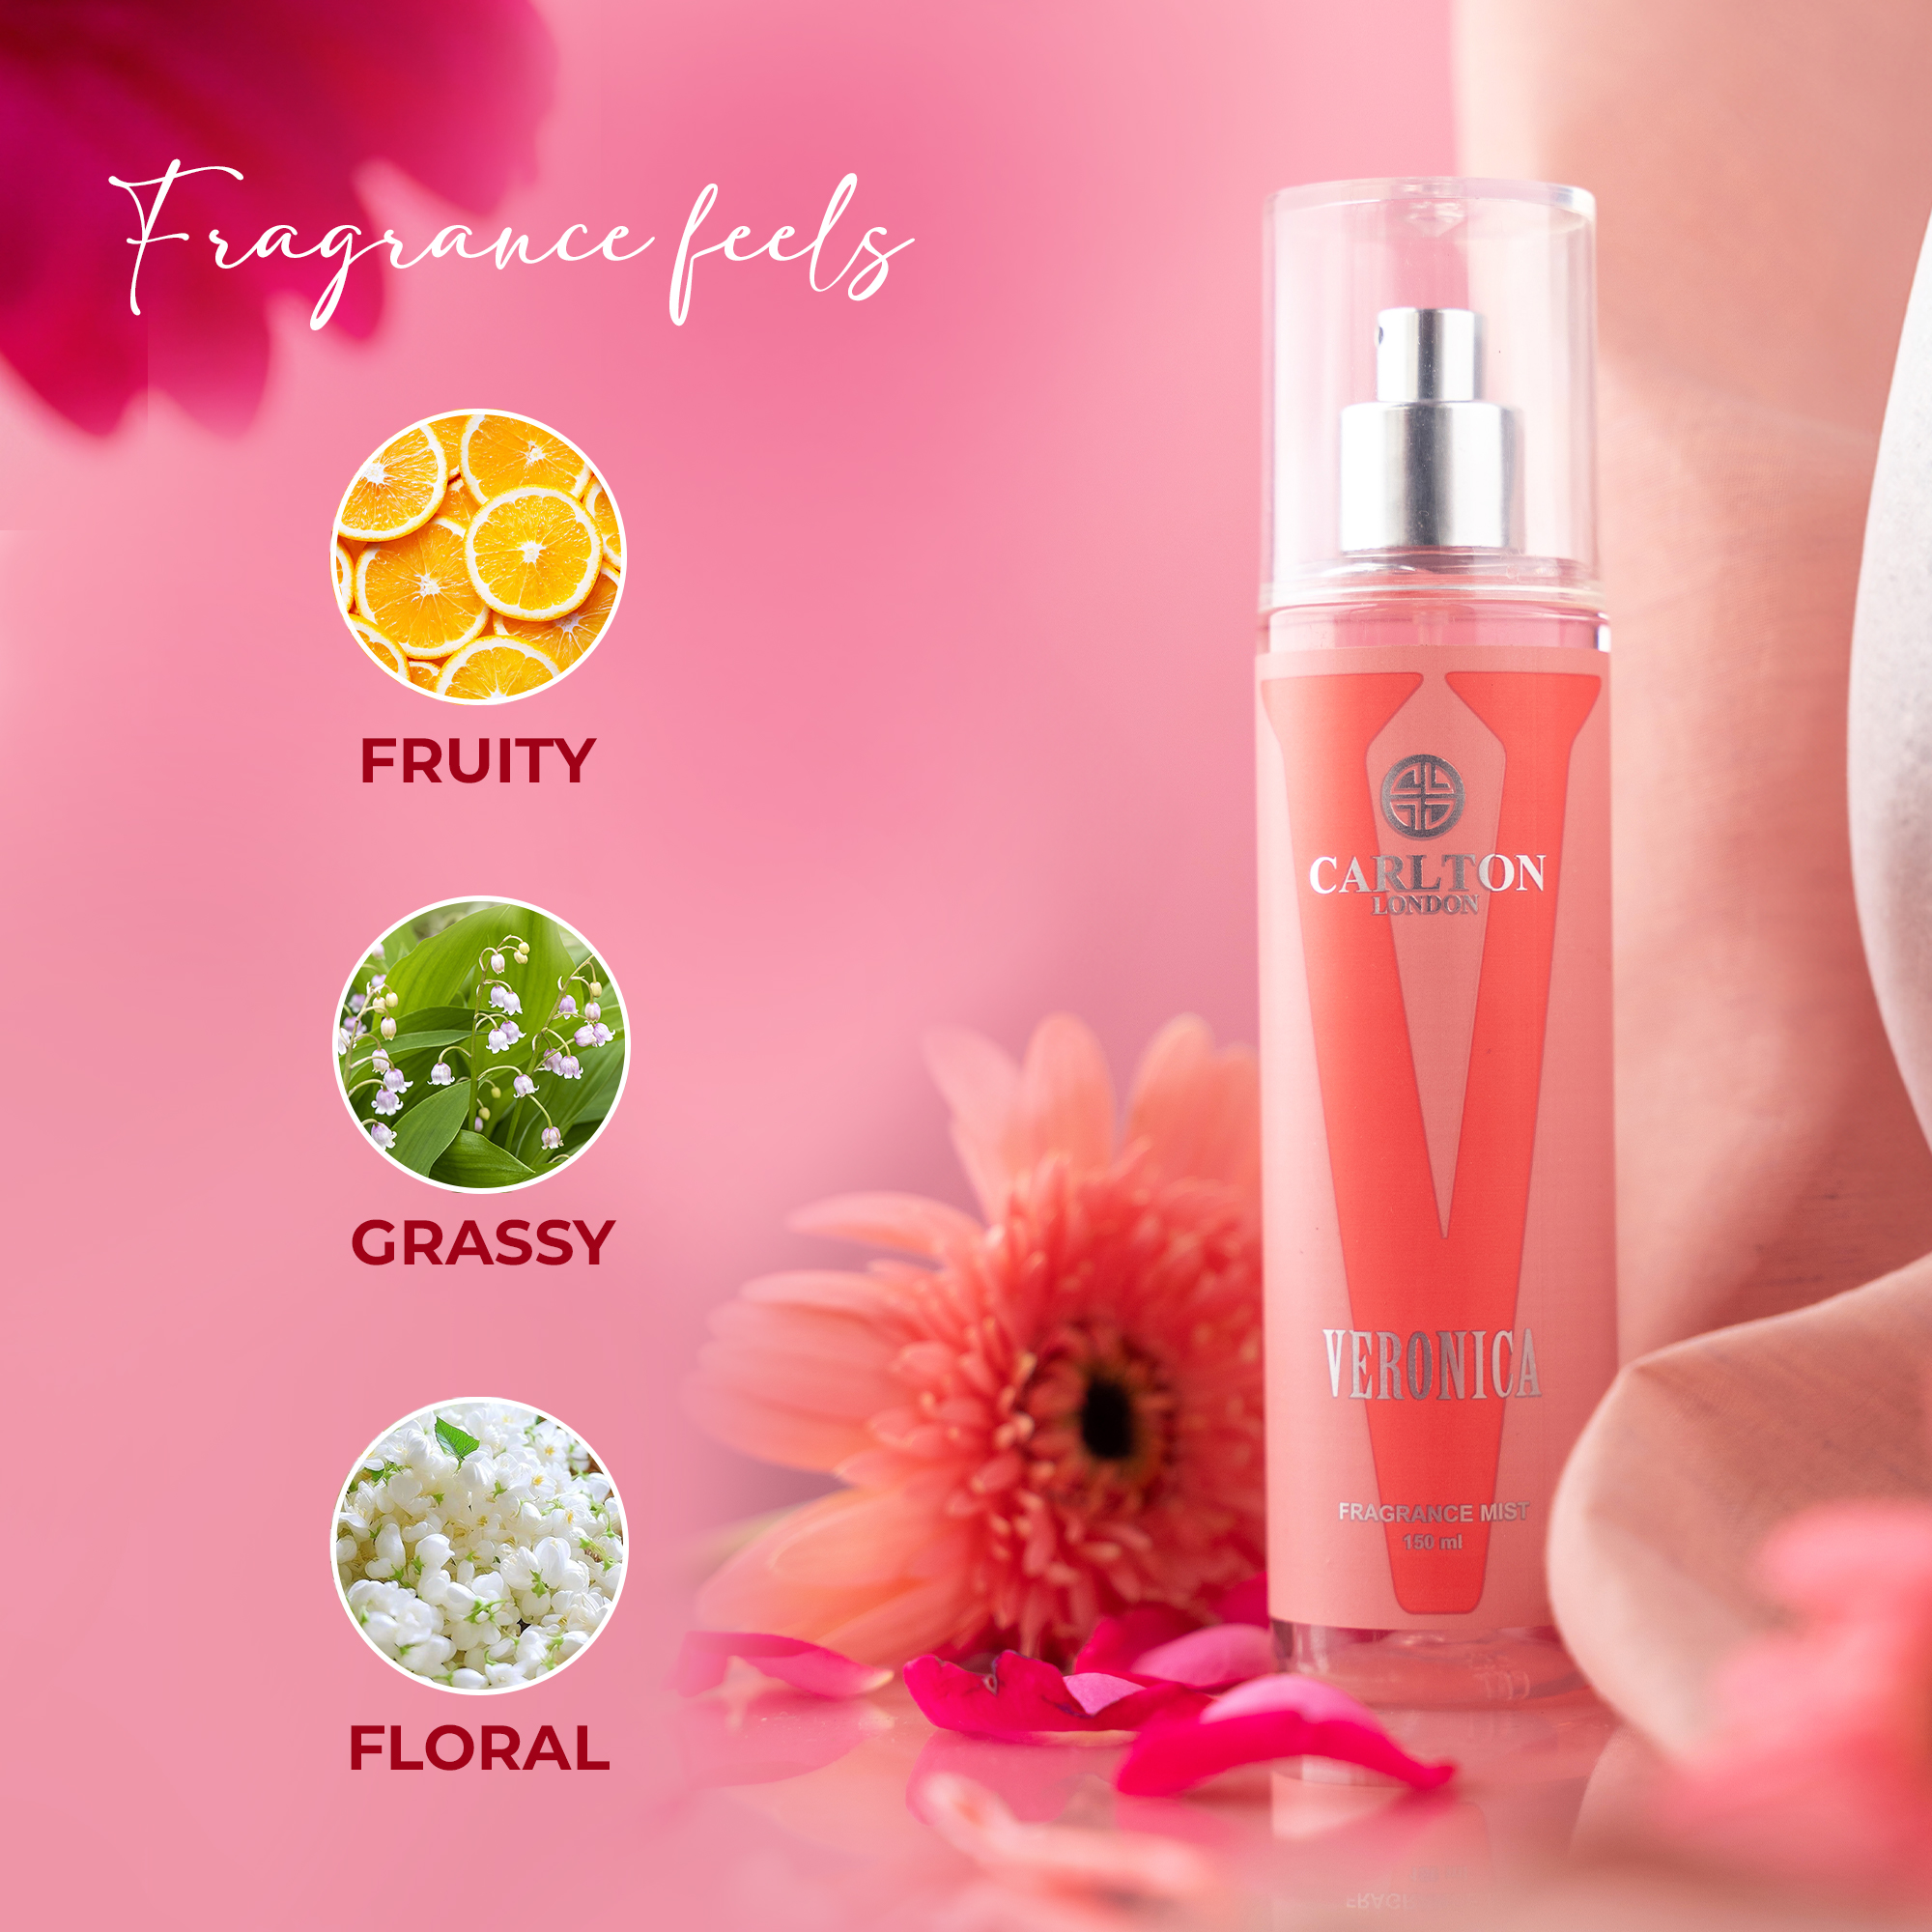 Fragrance feels
FRUITY
GRASSY
FLORAL
CARLTON
LONDON
VERONICA
FRAGRANCE MIST
150 ml